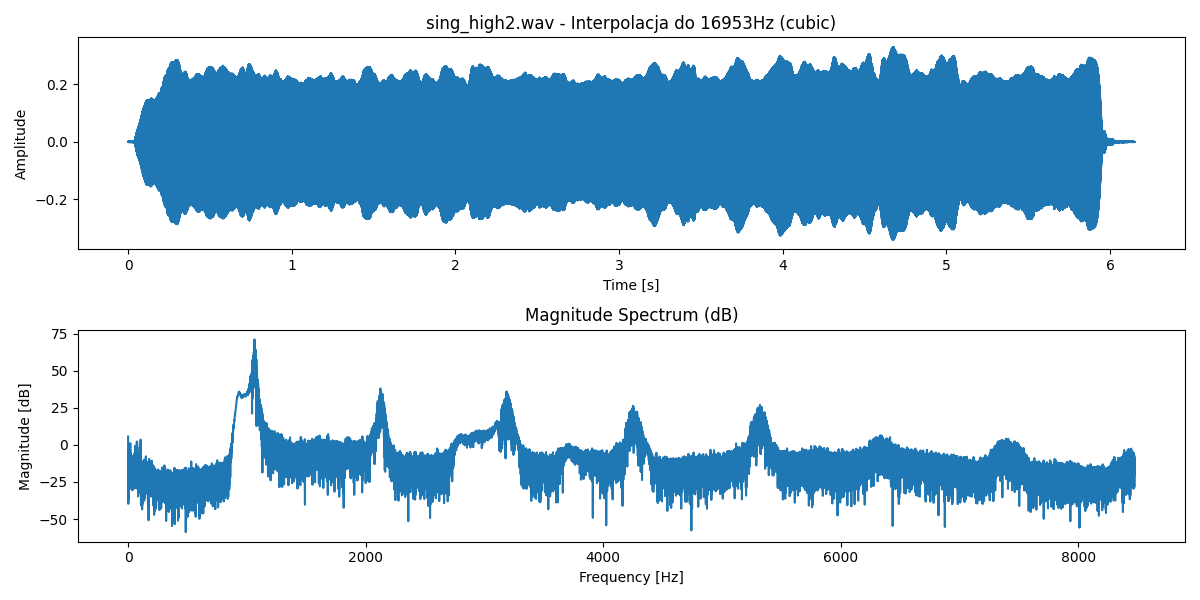 sing_high2.wav - Interpolacja do 16953Hz (cubic)
Amplitude
0.2
0.0
−0.2
0 1 2 3 4 5 6
Time [s]
Magnitude Spectrum (dB)
Magnitude [dB]
75
50
25
0
−25
−50
0 2000 4000 6000 8000
Frequency [Hz]